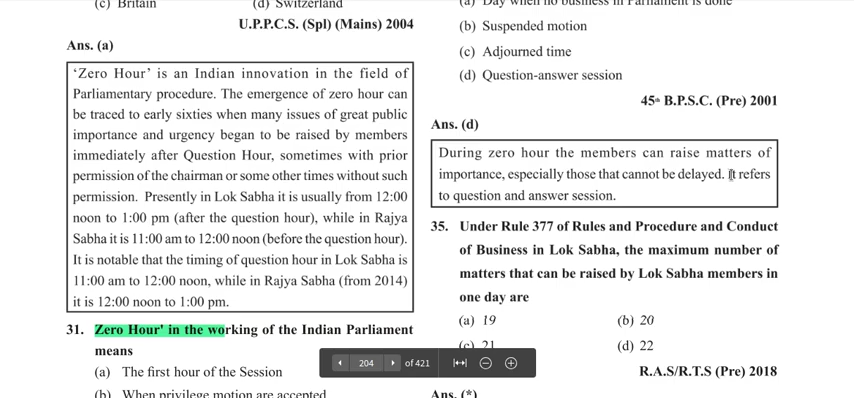 (c) Britain (d) Switzerland
U.P.P.C.S. (Spl) (Mains) 2004
Ans. (a)
‘Zero Hour’ is an Indian innovation in the field of
Parliamentary procedure. The emergence of zero hour can
be traced to early sixties when many issues of great public
importance and urgency began to be raised by members
immediately after Question Hour, sometimes with prior
permission of the chairman or some other times without such
permission. Presently in Lok Sabha it is usually from 12:00
noon to 1:00 pm (after the question hour), while in Rajya
Sabha it is 11:00 am to 12:00 noon (before the question hour).
It is notable that the timing of question hour in Lok Sabha is
11:00 am to 12:00 noon, while in Rajya Sabha (from 2014)
it is 12:00 noon to 1:00 pm.
31. Zero Hour' in the working of the Indian Parliament
means
(a) The first hour of the Session
(b) When privilege motion are accepted
(a) Day when no business in Parliament is done
(b) Suspended motion
(c) Adjourned time
(d) Question-answer session
45th B.P.S.C. (Pre) 2001
Ans. (d)
During zero hour the members can raise matters of
importance, especially those that cannot be delayed. It refers
to question and answer session.
35. Under Rule 377 of Rules and Procedure and Conduct
of Business in Lok Sabha, the maximum number of
matters that can be raised by Lok Sabha members in
one day are
(a) 19 (b) 20
(c) 21 (d) 22
R.A.S/R.T.S (Pre) 2018
Ans. (*)
204 of 421